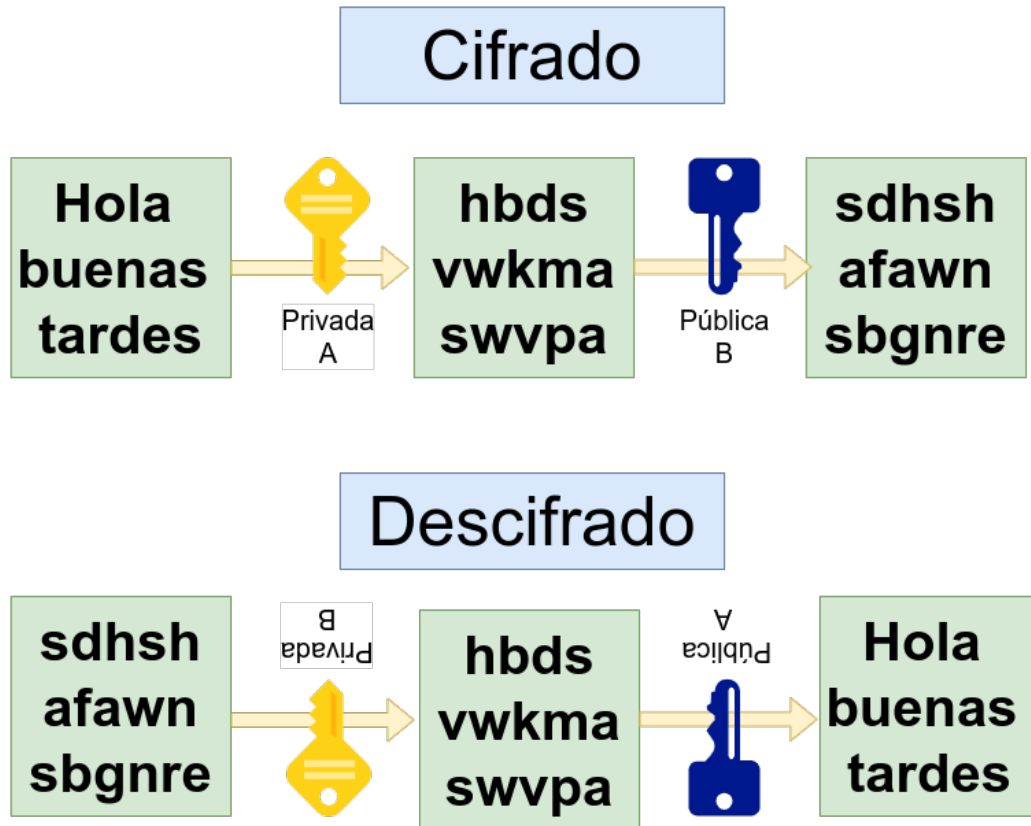 Cifrado
Hola
buenas
tardes
Privada
A
hbds
vwkma
swvpa
Pública
B
sdhsh
afawn
sbgnre
Descifrado
sdhsh
afawn
sbgnre
Privada
B
hbds
vwkma
swvpa
Pública
A
Hola
buenas
tardes